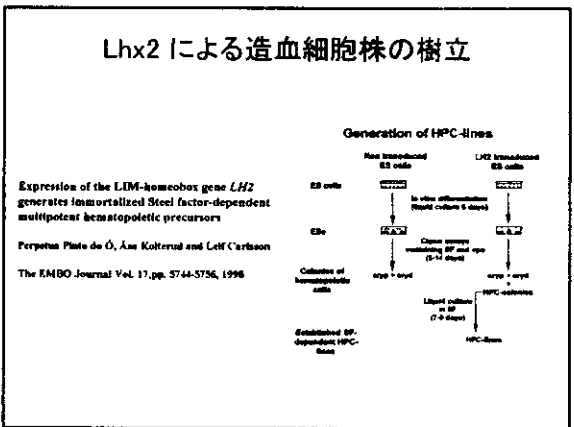 Lhx2 による造血細胞株の樹立
Expression of the LIM-homeobox gene LH2
generates immortalized Steel factor-dependent
multipotent hematopoietic precursors
Perpetua Pinto do Ó, Åsa Kolterud and Leif Carlsson
The EMBO Journal Vol. 17, pp. 5744-5756, 1998
Generation of HPC-lines
Non transduced
ES cells
LH2 transduced
ES cells
ES cells
In vitro differentiation
(liquid culture 6 days)
EBs
Clonal assays
containing SF and epo
(6-14 days)
Colonies of
hematopoietic
cells
eryp + eryd
eryp + eryd
+
HPC-colonies
Liquid culture
in SF
(7-9 days)
Established SF-
dependent HPC-
lines
HPC-lines